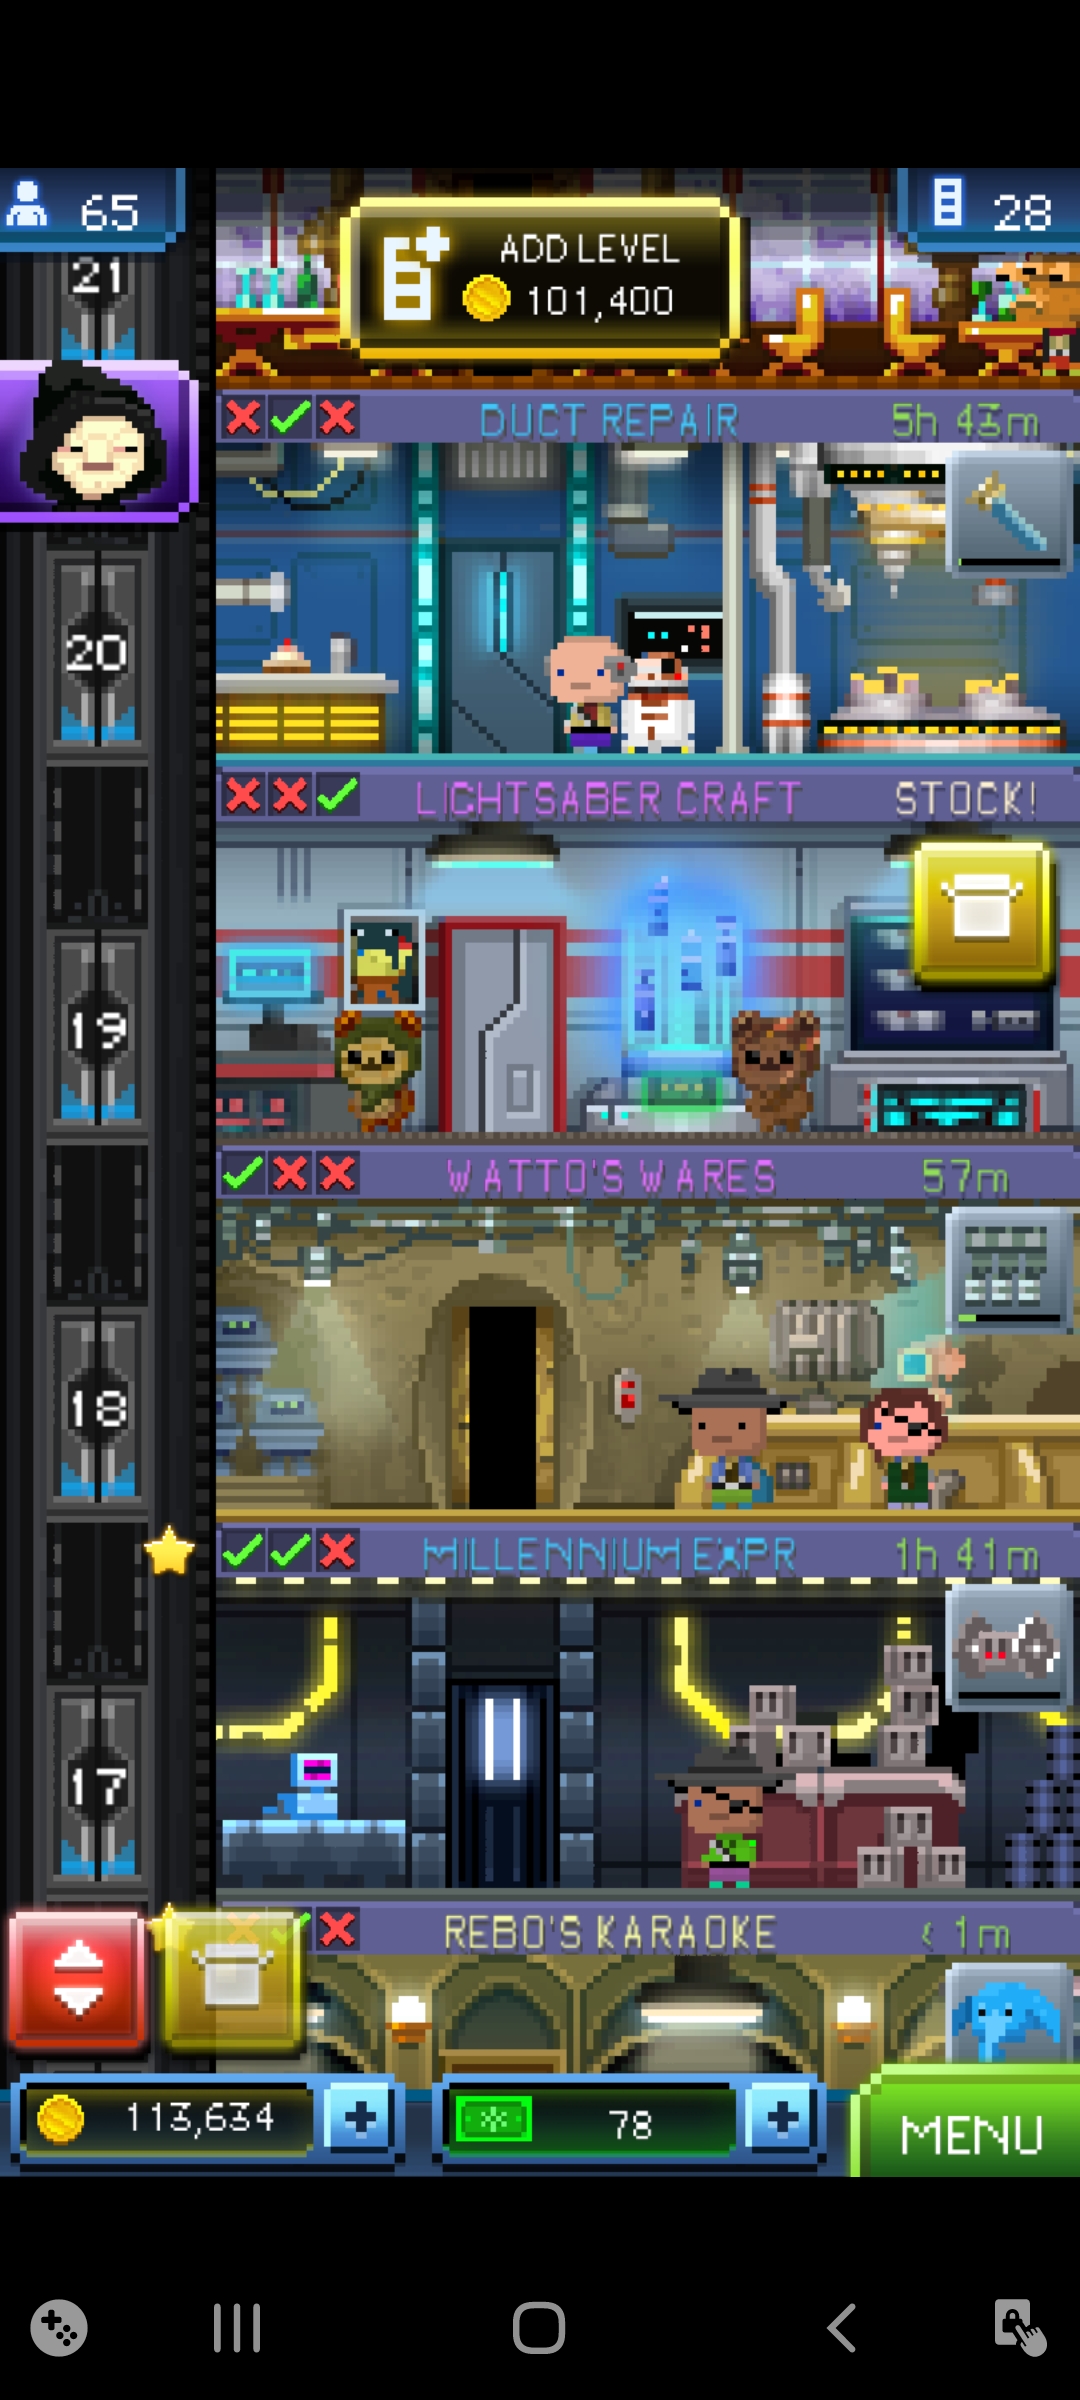 65
28
ADD LEVEL
101,400
21
DUCT REPAIR
5h 43m
20
LIGHTSABER CRAFT
STOCK!
19
WATTO'S WARES
57m
18
MILLENNIUM EXPR
1h 41m
17
REBO'S KARAOKE
< 1m
113,634
78
MENU